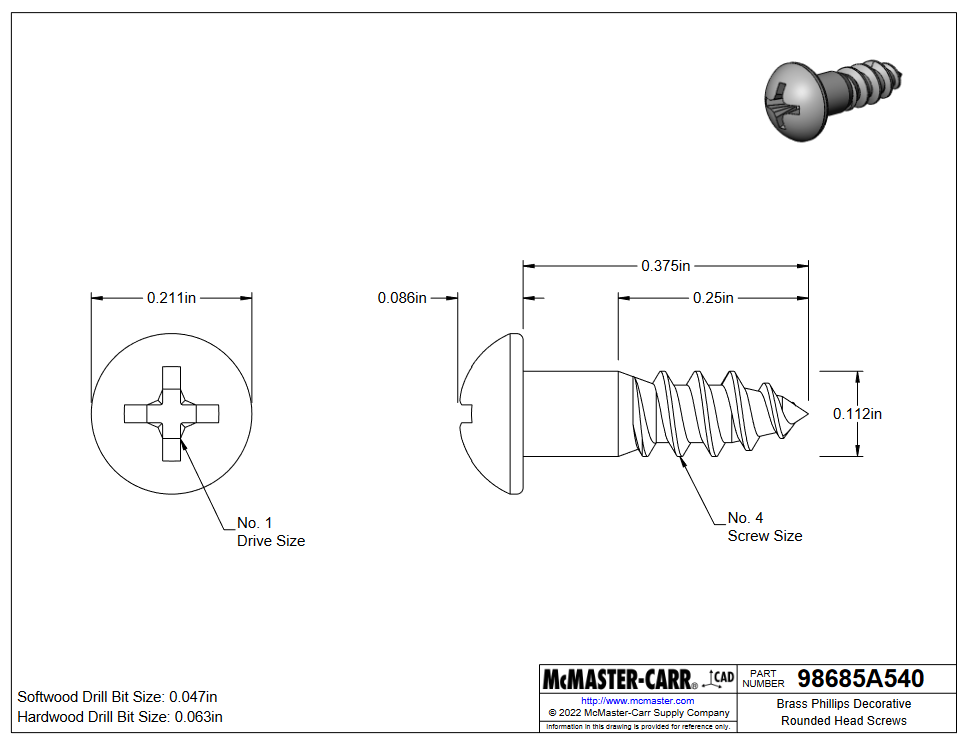 0.375in
0.211in
0.086in
0.25in
0.112in
No. 1
Drive Size
No. 4
Screw Size
Softwood Drill Bit Size: 0.047in
Hardwood Drill Bit Size: 0.063in
McMASTER-CARR® CAD
http://www.mcmaster.com
© 2022 McMaster-Carr Supply Company
Information in this drawing is provided for reference only.
PART
NUMBER
98685A540
Brass Phillips Decorative
Rounded Head Screws